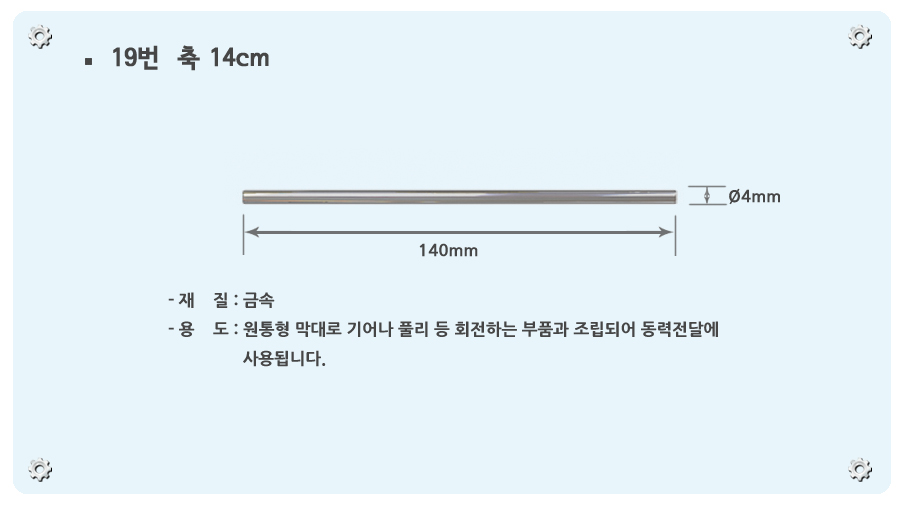 ▪ 19번 축 14cm
Ø4mm
140mm
- 재 질 : 금속
- 용 도 : 원통형 막대로 기어나 풀리 등 회전하는 부품과 조립되어 동력전달에
사용됩니다.